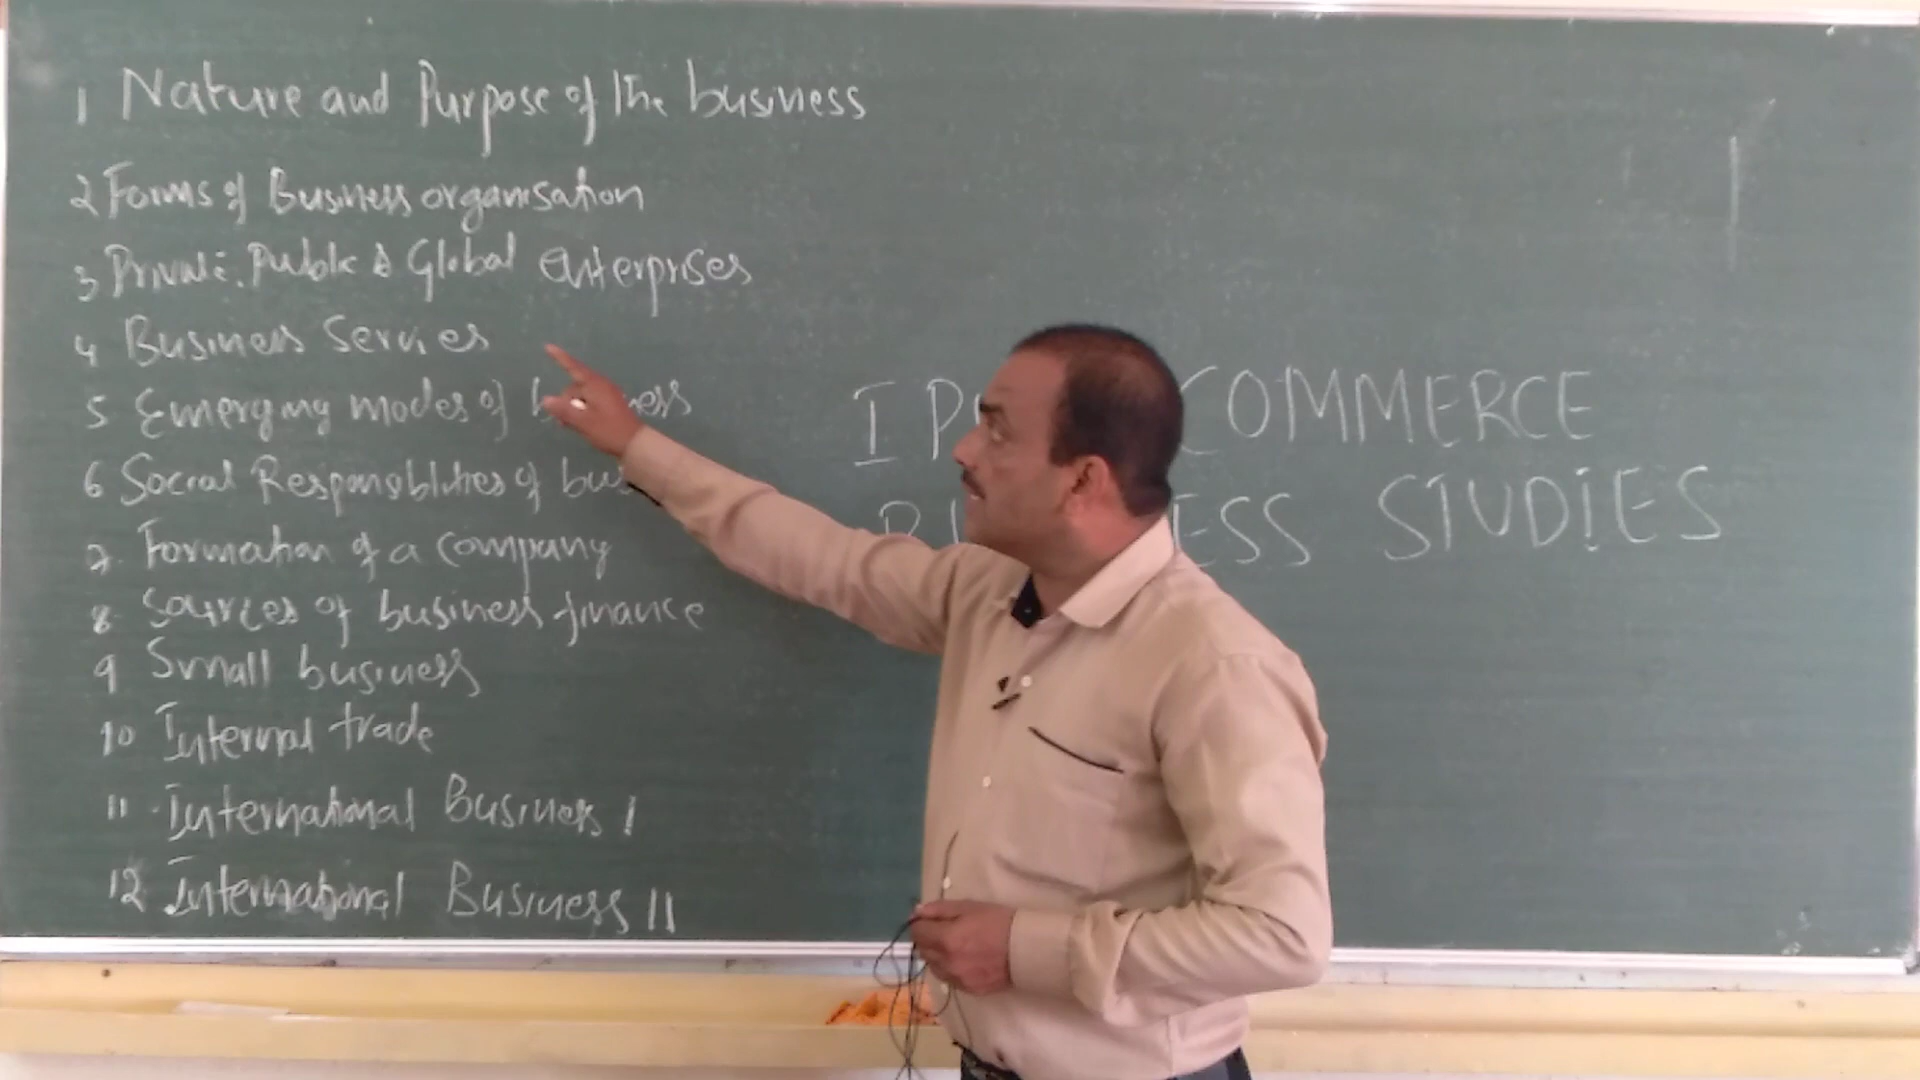 1 Nature and Purpose of the business
2 Forms of Business organisation
3 Private. Public & Global Enterprises
4 Business Services
5 Emerging modes of
6 Social Responsiblities of
7. Formation of a company
8. Sources of business finance
9 Small business
10 Internal trade
11. International Business I
12 International Business II
I COMMERCE
STUDIES